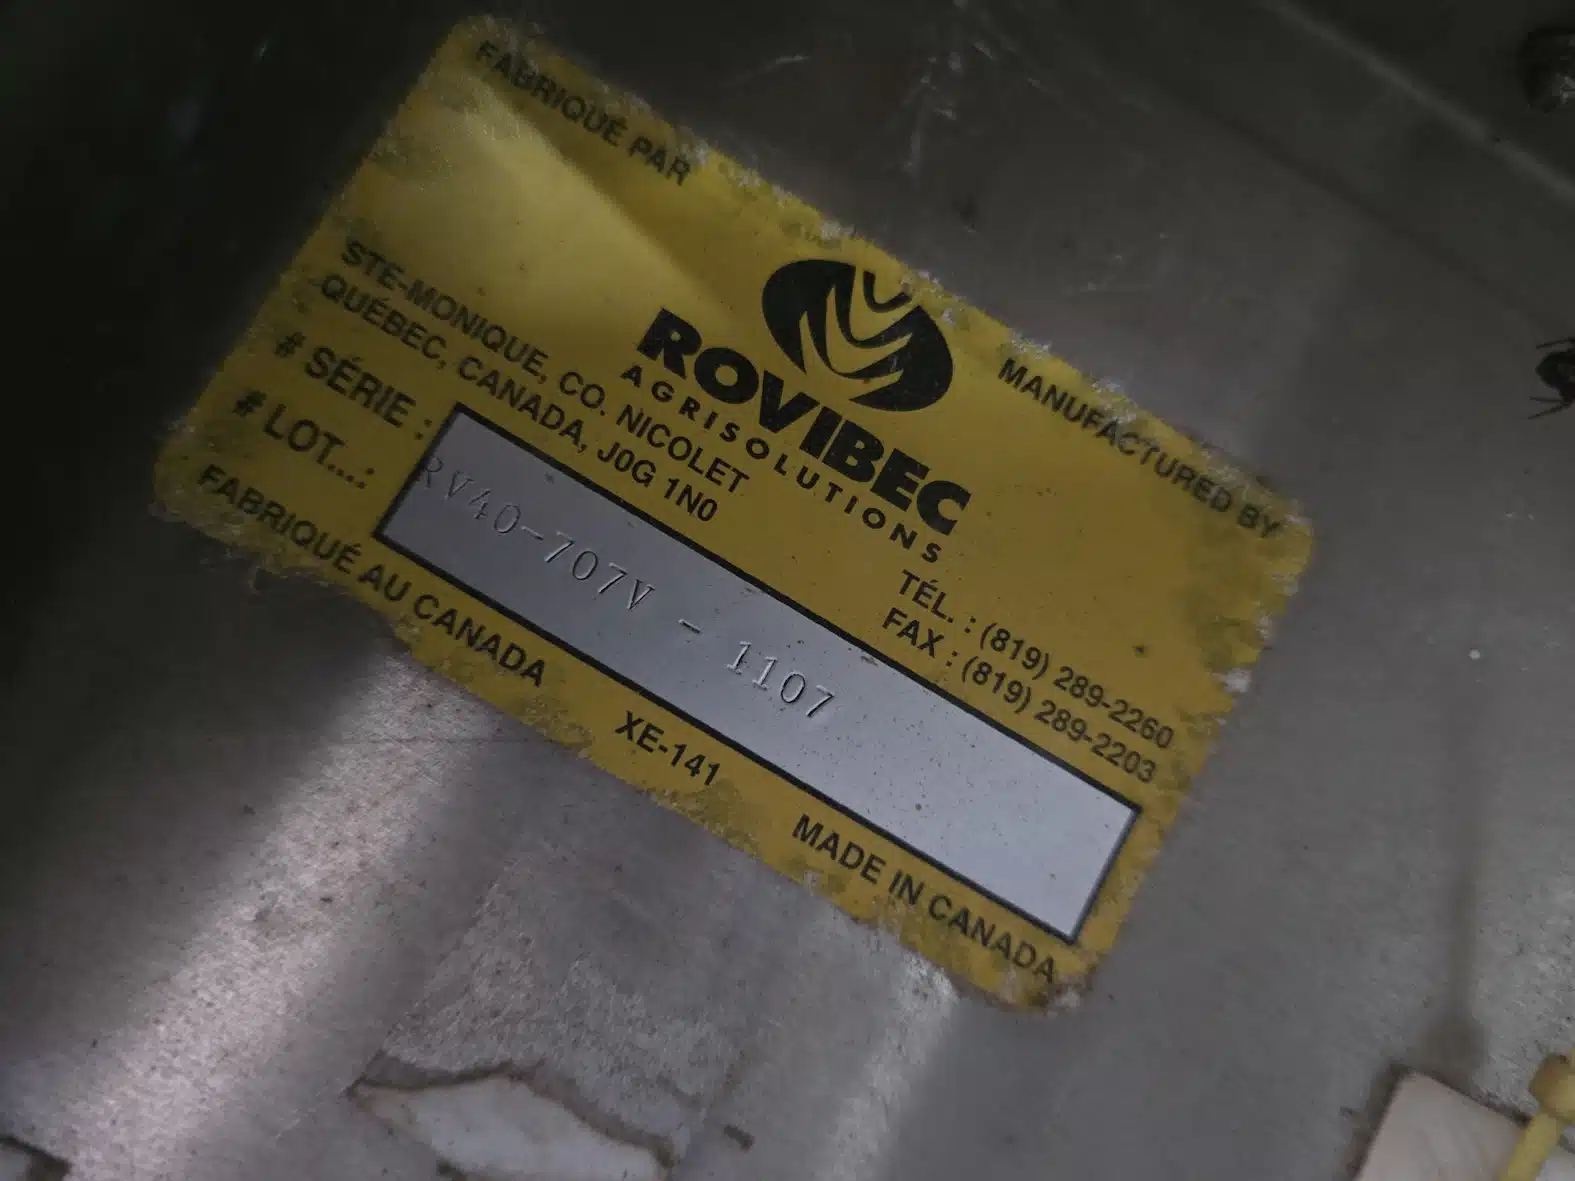 FABRIQUÉ PAR
MANUFACTURED BY
ROVIBEC
AGRISOLUTIONS
STE-MONIQUE, CO. NICOLET
QUÉBEC, CANADA, J0G 1N0
TÉL. : (819) 289-2260
FAX : (819) 289-2203
# SÉRIE :
# LOT...:
RV40-707V - 1107
FABRIQUÉ AU CANADA
XE-141
MADE IN CANADA